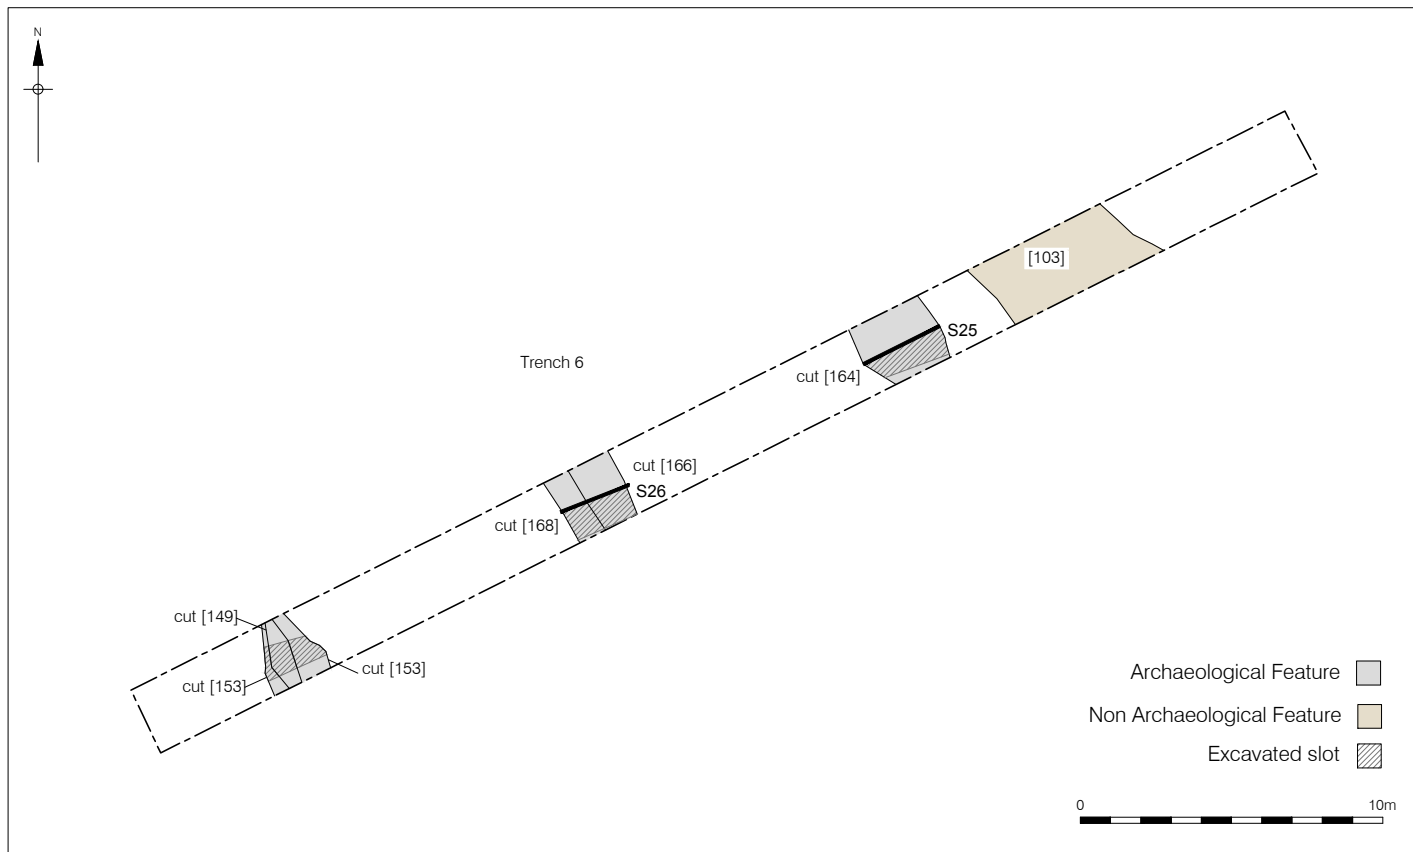 N
[103]
S25
Trench 6
cut [164]
cut [166]
S26
cut [168]
cut [149]
cut [153]
cut [153]
Archaeological Feature
Non Archaeological Feature
Excavated slot
0 10m